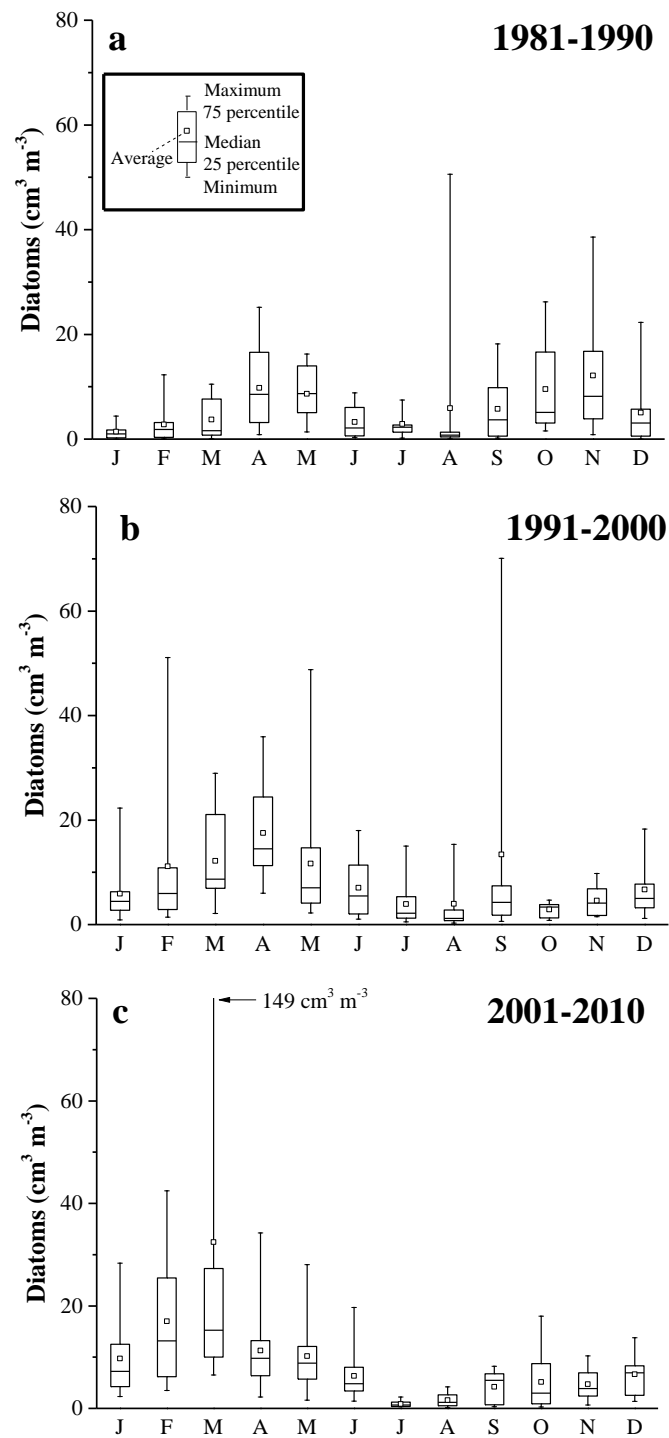 a 1981-1990
Maximum
75 percentile
Average Median
25 percentile
Minimum
Diatoms (cm³ m⁻³)
80
60
40
20
0
J F M A M J J A S O N D
b 1991-2000
Diatoms (cm³ m⁻³)
80
60
40
20
0
J F M A M J J A S O N D
c 149 cm³ m⁻³ 2001-2010
Diatoms (cm³ m⁻³)
80
60
40
20
0
J F M A M J J A S O N D